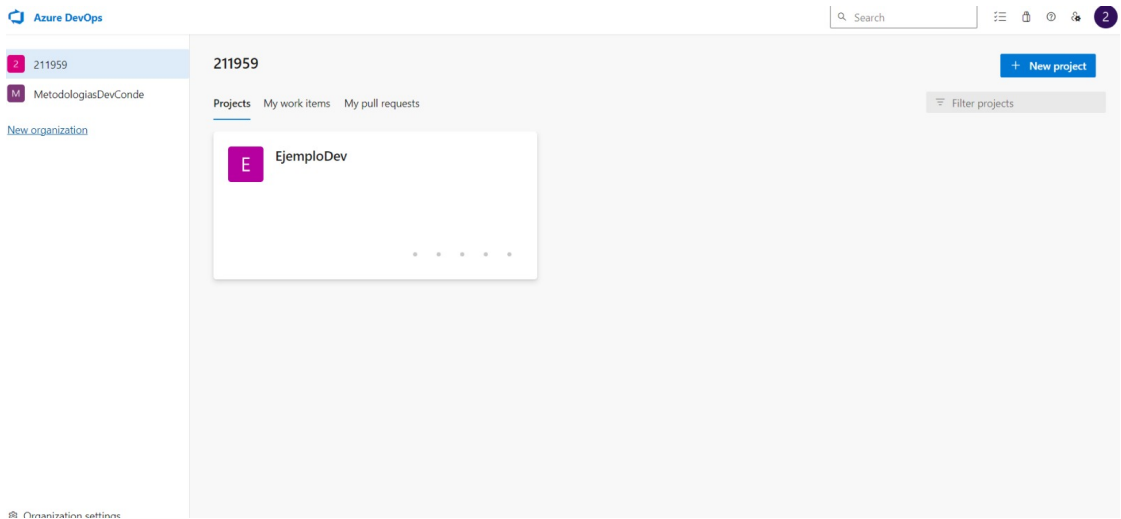 Azure DevOps
Search
2
2 211959
M MetodologiasDevConde
New organization
211959
+ New project
Projects My work items My pull requests
Filter projects
E EjemploDev
Organization settings